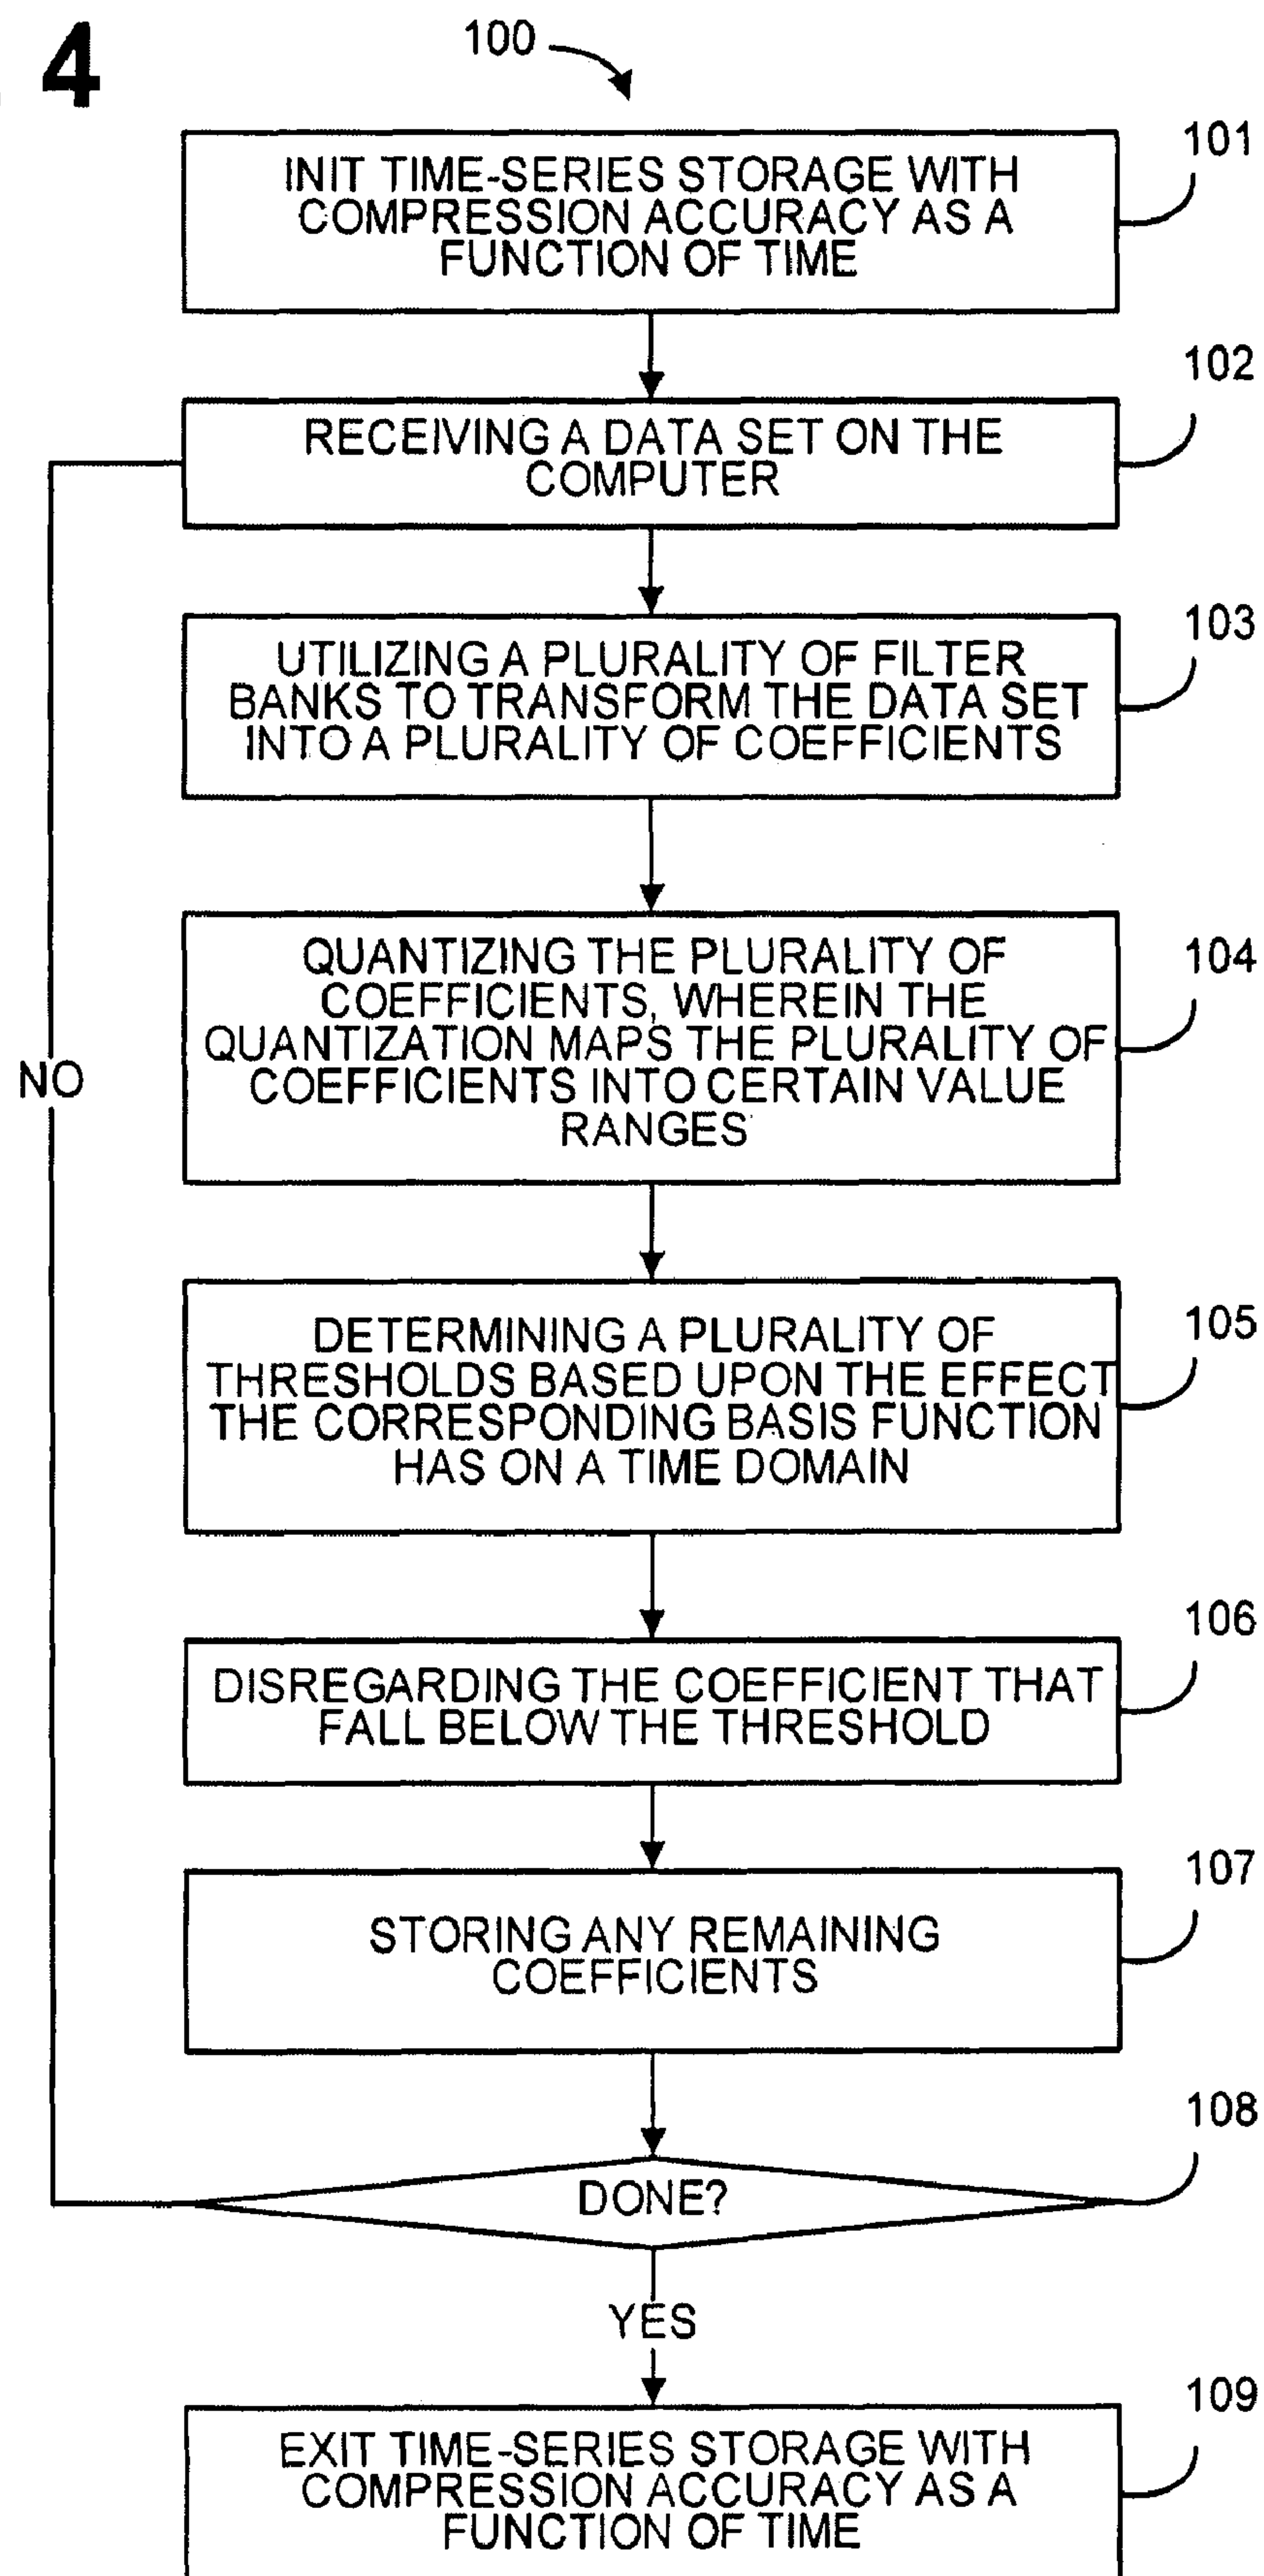 4
100
101
INIT TIME-SERIES STORAGE WITH
COMPRESSION ACCURACY AS A
FUNCTION OF TIME
102
RECEIVING A DATA SET ON THE
COMPUTER
103
UTILIZING A PLURALITY OF FILTER
BANKS TO TRANSFORM THE DATA SET
INTO A PLURALITY OF COEFFICIENTS
104
QUANTIZING THE PLURALITY OF
COEFFICIENTS, WHEREIN THE
QUANTIZATION MAPS THE PLURALITY OF
COEFFICIENTS INTO CERTAIN VALUE
RANGES
NO
105
DETERMINING A PLURALITY OF
THRESHOLDS BASED UPON THE EFFECT
THE CORRESPONDING BASIS FUNCTION
HAS ON A TIME DOMAIN
106
DISREGARDING THE COEFFICIENT THAT
FALL BELOW THE THRESHOLD
107
STORING ANY REMAINING
COEFFICIENTS
108
DONE?
YES
109
EXIT TIME-SERIES STORAGE WITH
COMPRESSION ACCURACY AS A
FUNCTION OF TIME